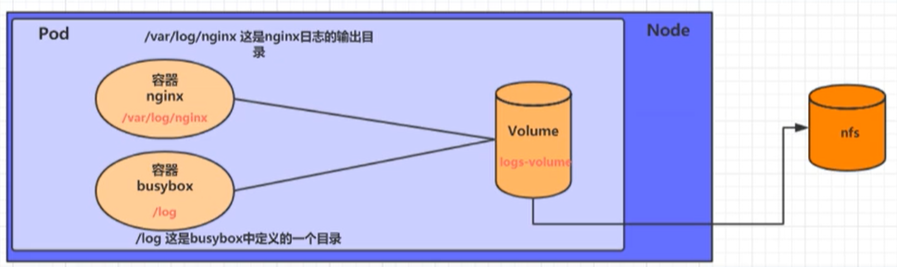 Pod
/var/log/nginx 这是nginx日志的输出目
录
Node
容器
nginx
/var/log/nginx
Volume
logs-volume
nfs
容器
busybox
/log
/log 这是busybox中定义的一个目录